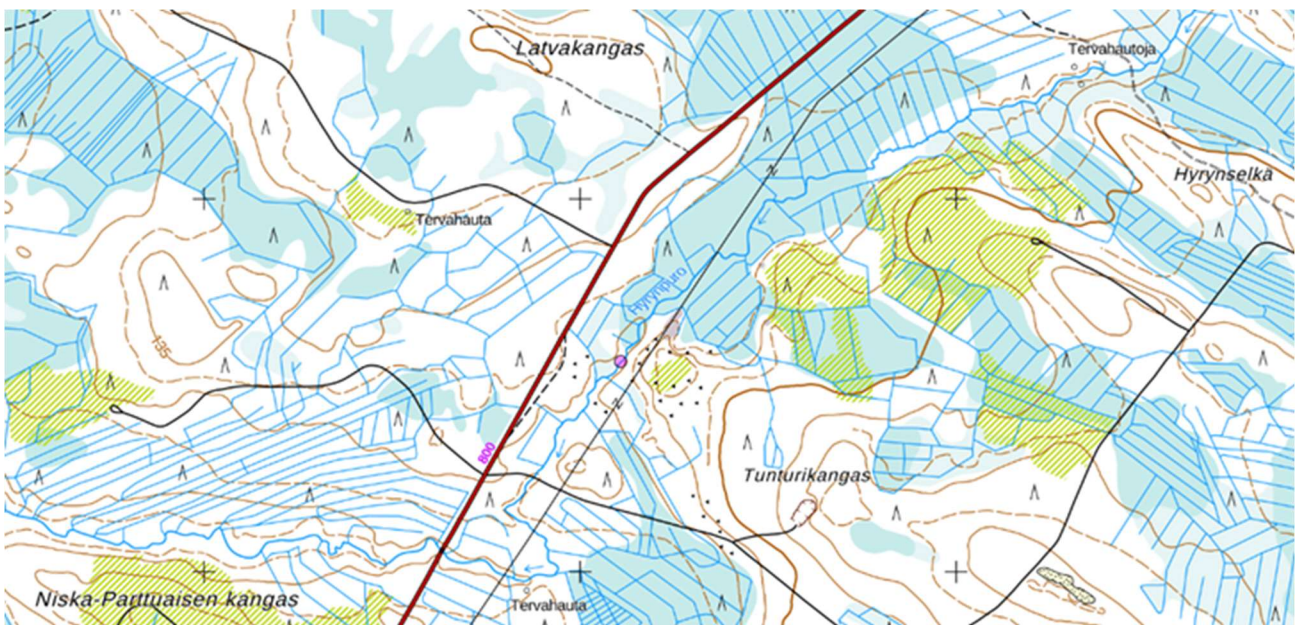 Latvakangas
Tervahautoja
Hyrynselkä
Tervahauta
Hyrynpuro
135
800
Tunturikangas
Niska-Parttuaisen kangas
Tervahauta